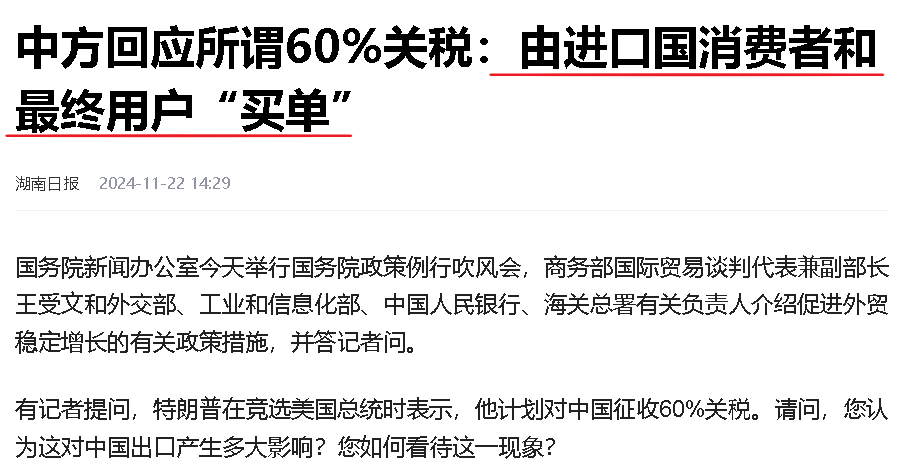 中方回应所谓60%关税：由进口国消费者和
最终用户“买单”
湖南日报 2024-11-22 14:29
国务院新闻办公室今天举行国务院政策例行吹风会，商务部国际贸易谈判代表兼副部长
王受文和外交部、工业和信息化部、中国人民银行、海关总署有关负责人介绍促进外贸
稳定增长的有关政策措施，并答记者问。
有记者提问，特朗普在竞选美国总统时表示，他计划对中国征收60%关税。请问，您认
为这对中国出口产生多大影响？您如何看待这一现象？